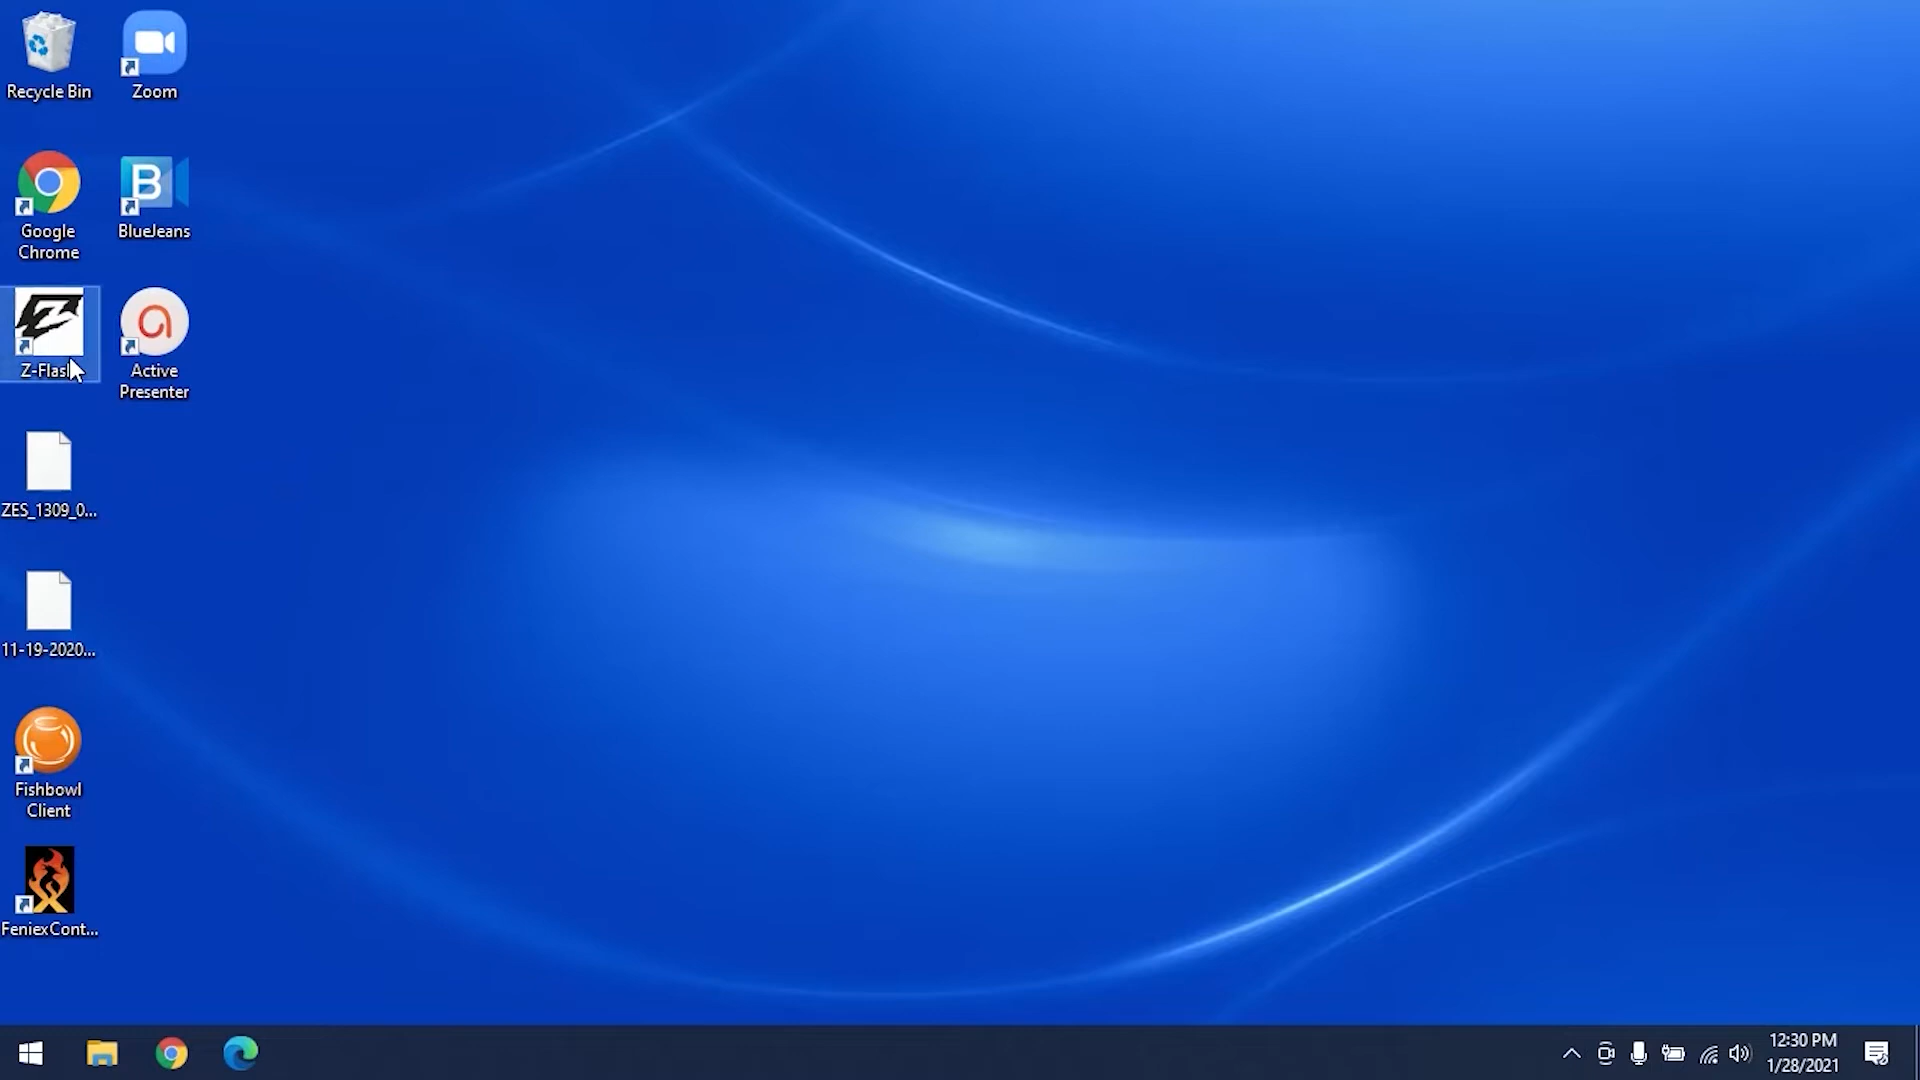 Recycle Bin
Zoom
Google
Chrome
B
BlueJeans
Z
Z-Flash
a
Active
Presenter
ZES_1309_0...
11-19-2020...
Fishbowl
Client
FeniexCont...
12:30 PM
1/28/2021